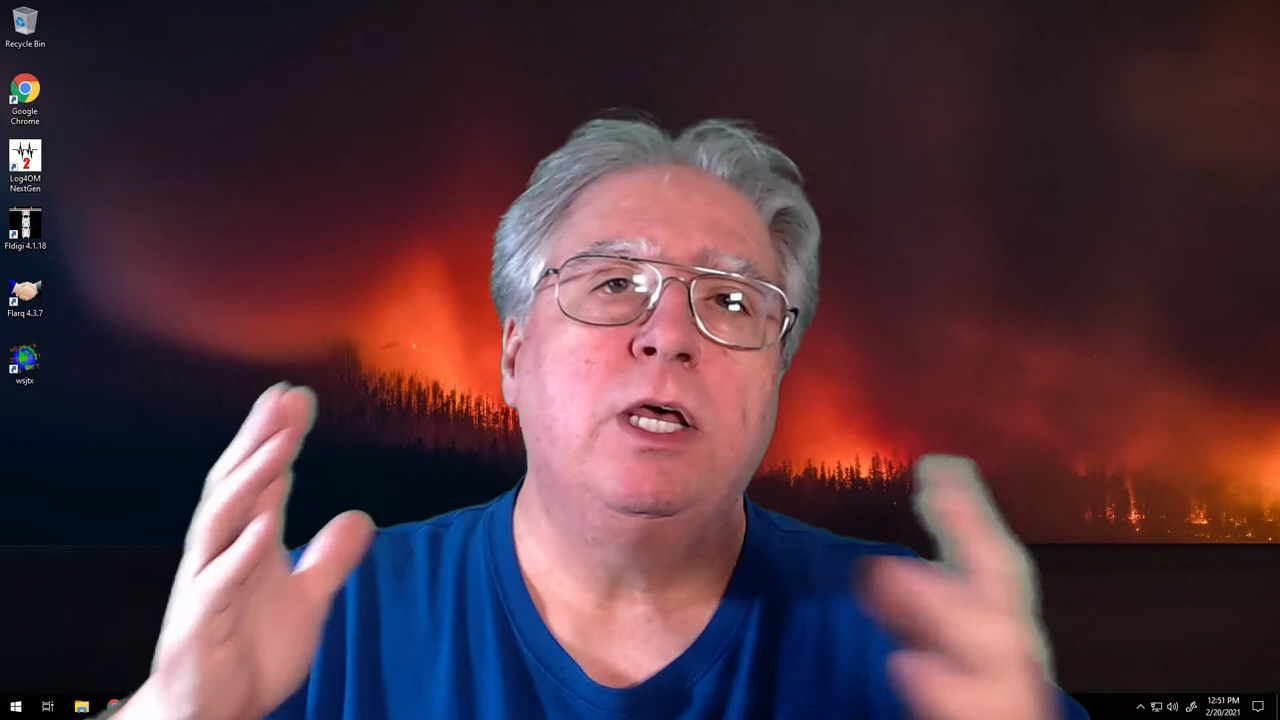 Recycle Bin
Google
Chrome
2
Log4OM
NextGen
Fldigi 4.1.18
Flarq 4.3.7
wsjtx
12:51 PM
2/20/2021